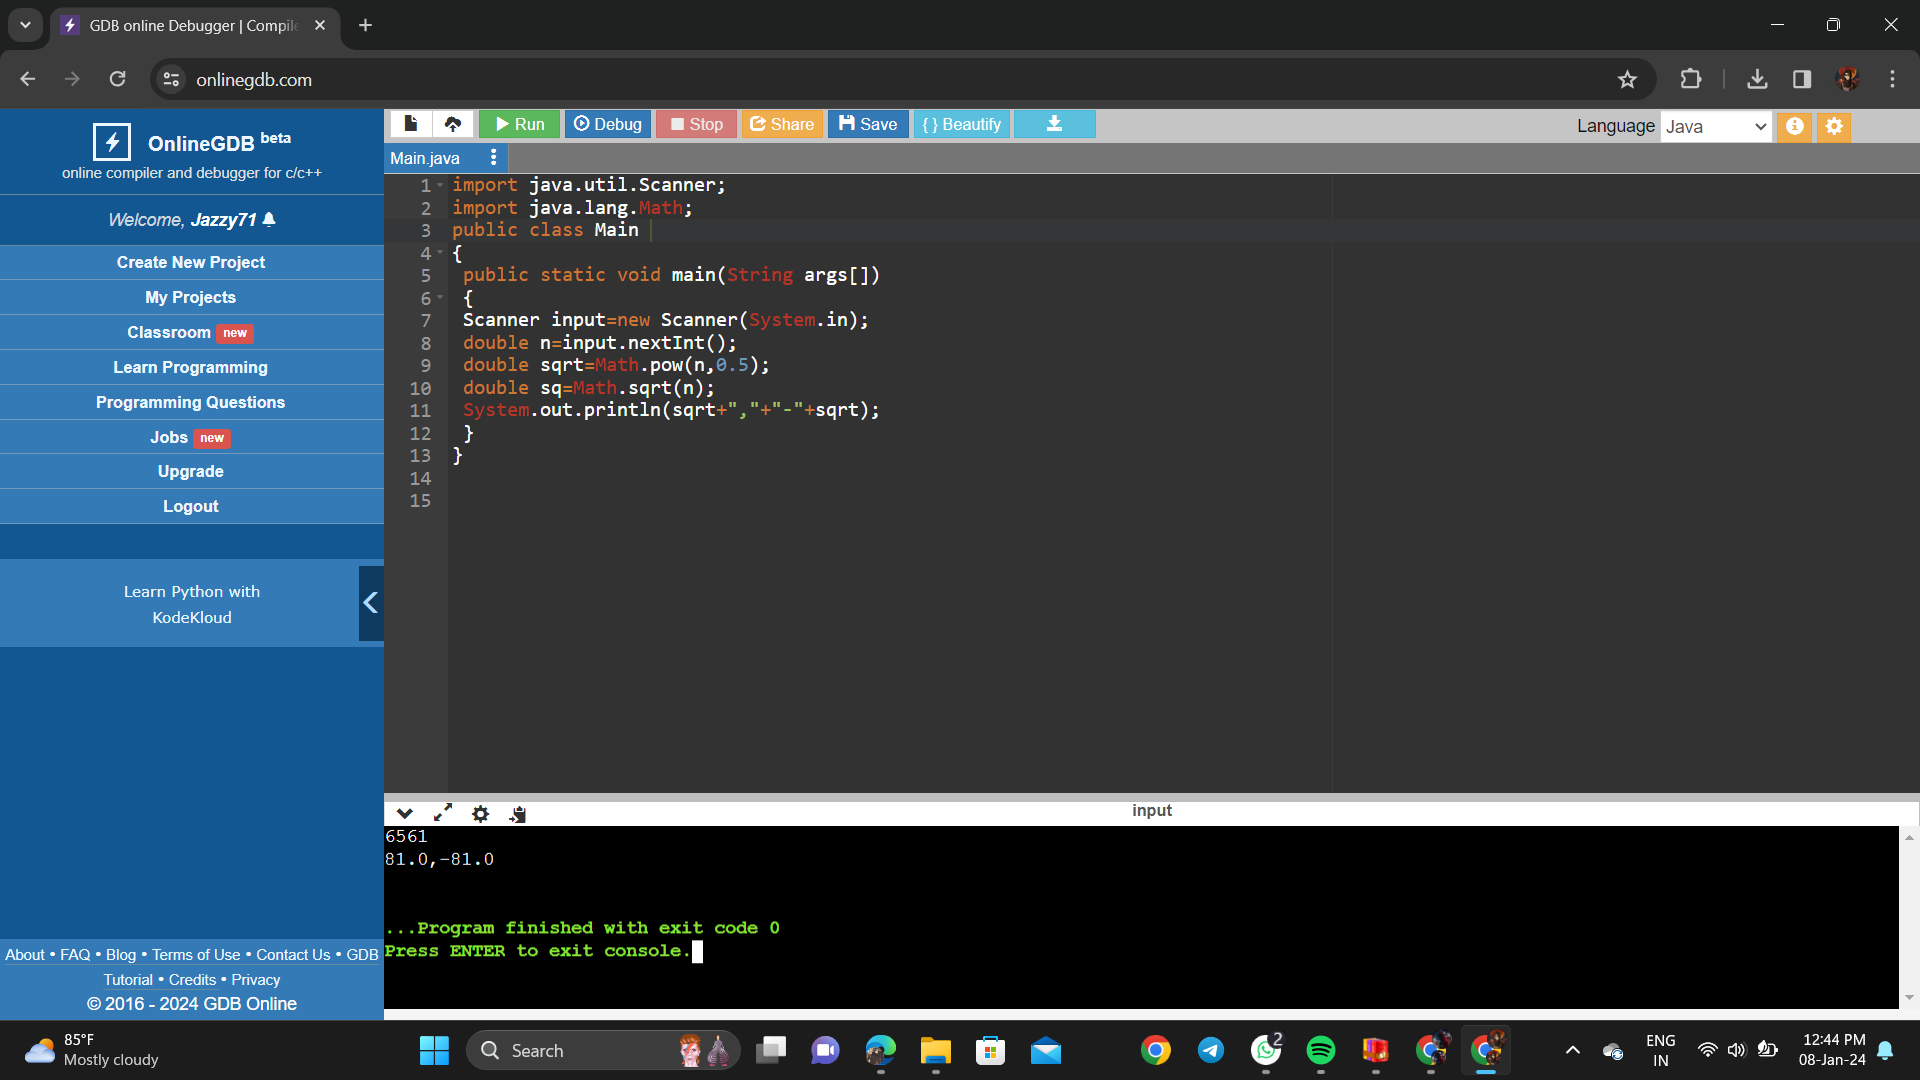 GDB online Debugger | Compile
onlinegdb.com
OnlineGDB beta
online compiler and debugger for c/c++
Welcome, Jazzy71
Create New Project
My Projects
Classroom new
Learn Programming
Programming Questions
Jobs new
Upgrade
Logout
Learn Python with
KodeKloud
About • FAQ • Blog • Terms of Use • Contact Us • GDB
Tutorial • Credits • Privacy
© 2016 - 2024 GDB Online
Run Debug Stop Share Save { } Beautify
Language Java
Main.java
1 import java.util.Scanner;
2 import java.lang.Math;
3 public class Main
4 {
5 public static void main(String args[])
6 {
7 Scanner input=new Scanner(System.in);
8 double n=input.nextInt();
9 double sqrt=Math.pow(n,0.5);
10 double sq=Math.sqrt(n);
11 System.out.println(sqrt+","+"-"+sqrt);
12 }
13 }
14
15
input
6561
81.0,-81.0
...Program finished with exit code 0
Press ENTER to exit console.
85°F
Mostly cloudy
Search
2
ENG
IN
12:44 PM
08-Jan-24